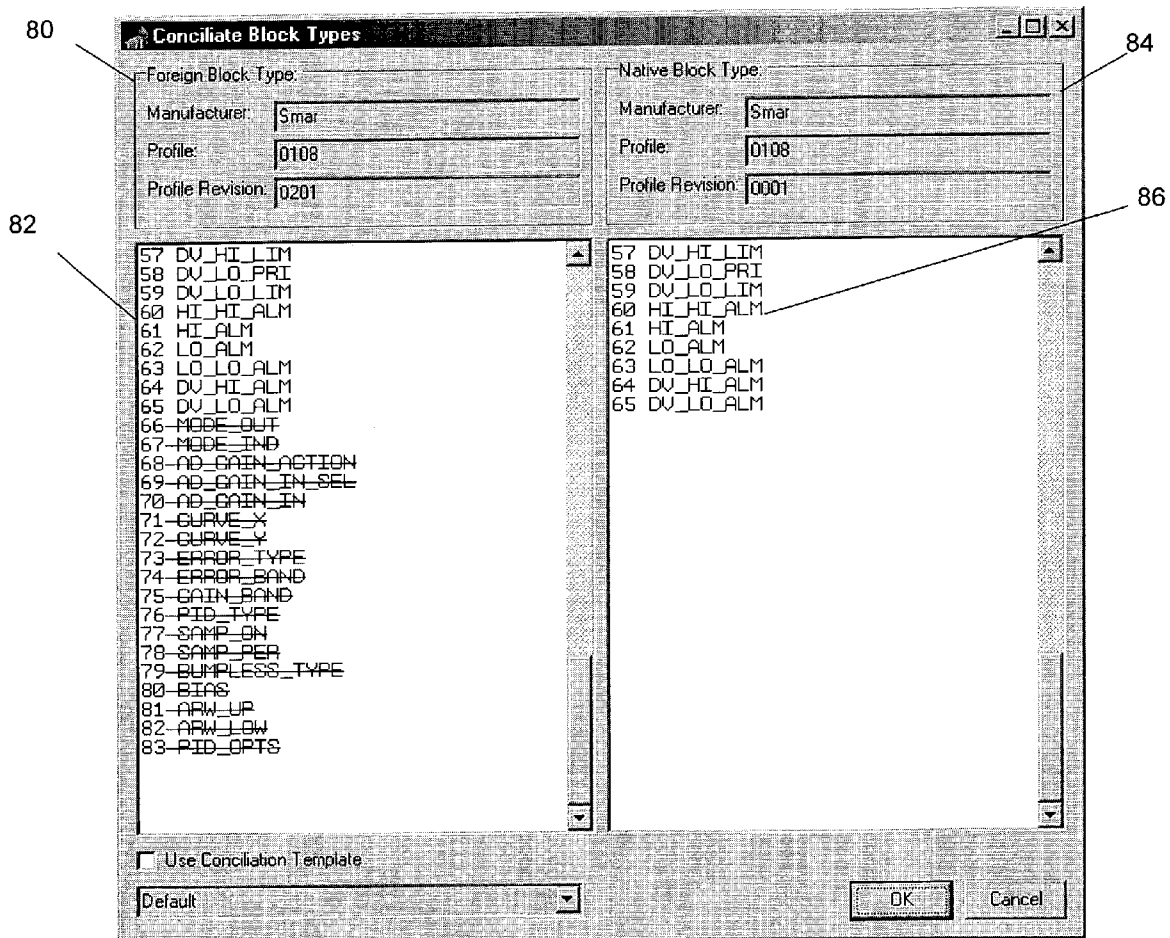 80
Conciliate Block Types
84
Foreign Block Type:
Manufacturer: Smar
Profile: 0108
Profile Revision: 0201
Native Block Type:
Manufacturer: Smar
Profile: 0108
Profile Revision: 0001
82
86
57 DV_HI_LIM
58 DV_LO_PRI
59 DV_LO_LIM
60 HI_HI_ALM
61 HI_ALM
62 LO_ALM
63 LO_LO_ALM
64 DV_HI_ALM
65 DV_LO_ALM
66 MODE_OUT
67 MODE_IND
68 AD_GAIN_ACTION
69 AD_GAIN_IN_SEL
70 AD_GAIN_IN
71 CURVE_X
72 CURVE_Y
73 ERROR_TYPE
74 ERROR_BAND
75 GAIN_BAND
76 PID_TYPE
77 SAMP_ON
78 SAMP_PER
79 BUMPLESS_TYPE
80 BIAS
81 ARW_UP
82 ARW_LOW
83 PID_OPTS
57 DV_HI_LIM
58 DV_LO_PRI
59 DV_LO_LIM
60 HI_HI_ALM
61 HI_ALM
62 LO_ALM
63 LO_LO_ALM
64 DV_HI_ALM
65 DV_LO_ALM
Use Conciliation Template
Default
OK
Cancel